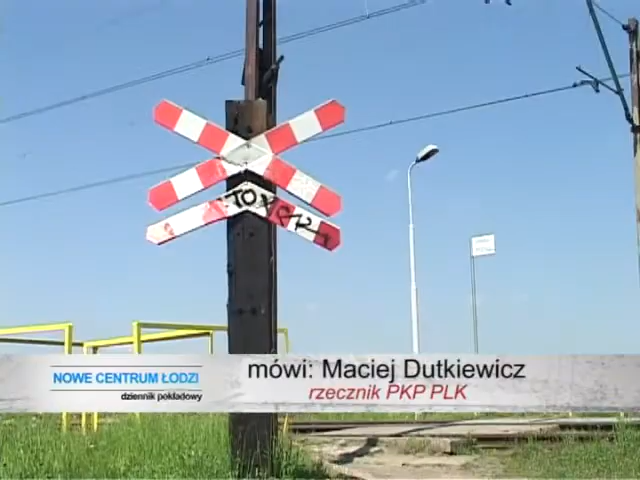 NOWE CENTRUM ŁODZI
dziennik pokładowy
mówi: Maciej Dutkiewicz
rzecznik PKP PLK